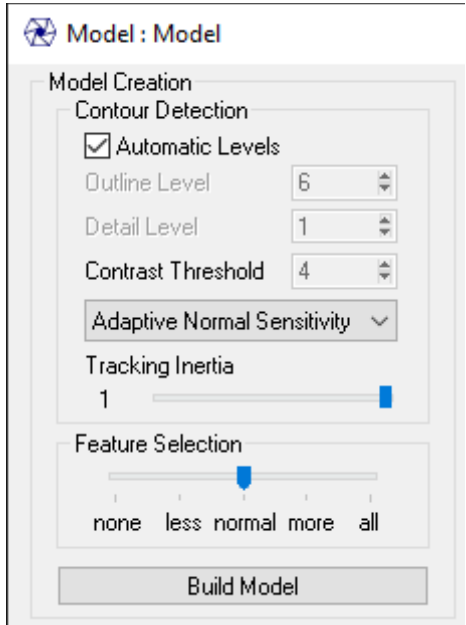 Model : Model
Model Creation
Contour Detection
Automatic Levels
Outline Level 6
Detail Level 1
Contrast Threshold 4
Adaptive Normal Sensitivity
Tracking Inertia
1
Feature Selection
none less normal more all
Build Model